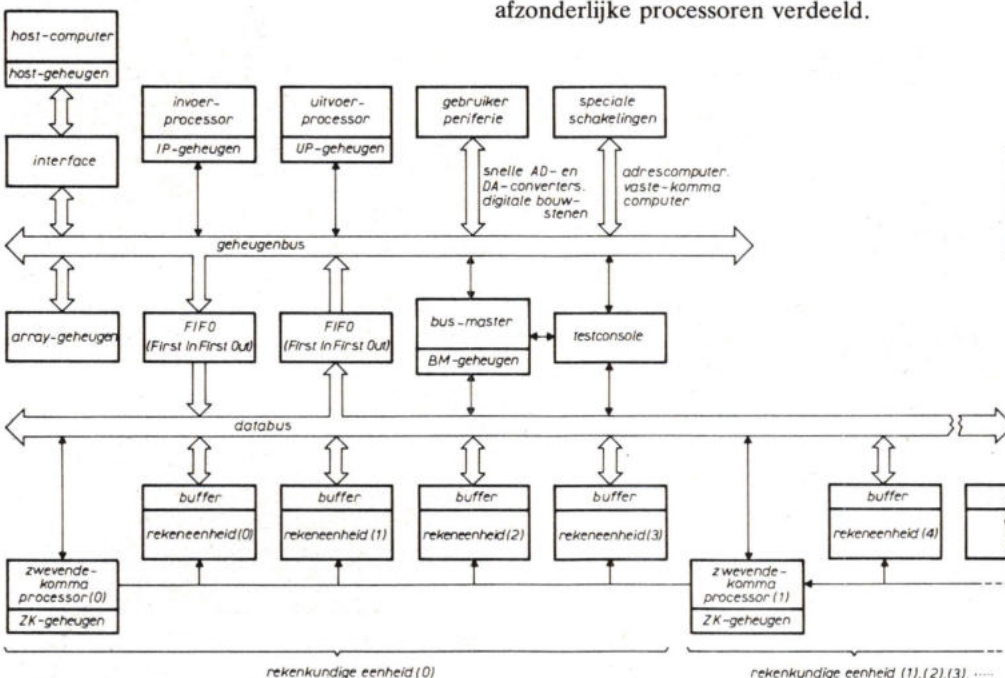 afzonderlijke processoren verdeeld.
host-computer
host-geheugen
interface
invoer-
processor
IP-geheugen
uitvoer-
processor
UP-geheugen
gebruiker
periferie
speciale
schakelingen
snelle AD- en
DA-converters.
digitale bouw-
stenen
adrescomputer.
vaste-komma
computer
geheugenbus
array-geheugen
FIFO
(First In First Out)
FIFO
(First In First Out)
bus-master
BM-geheugen
testconsole
databus
buffer
rekeneenheid(0)
buffer
rekeneenheid(1)
buffer
rekeneenheid(2)
buffer
rekeneenheid(3)
buffer
rekeneenheid(4)
zwevende-
komma
processor(0)
ZK-geheugen
zwevende-
komma
processor(1)
ZK-geheugen
rekenkundige eenheid(0)
rekenkundige eenheid (1),(2),(3), .....